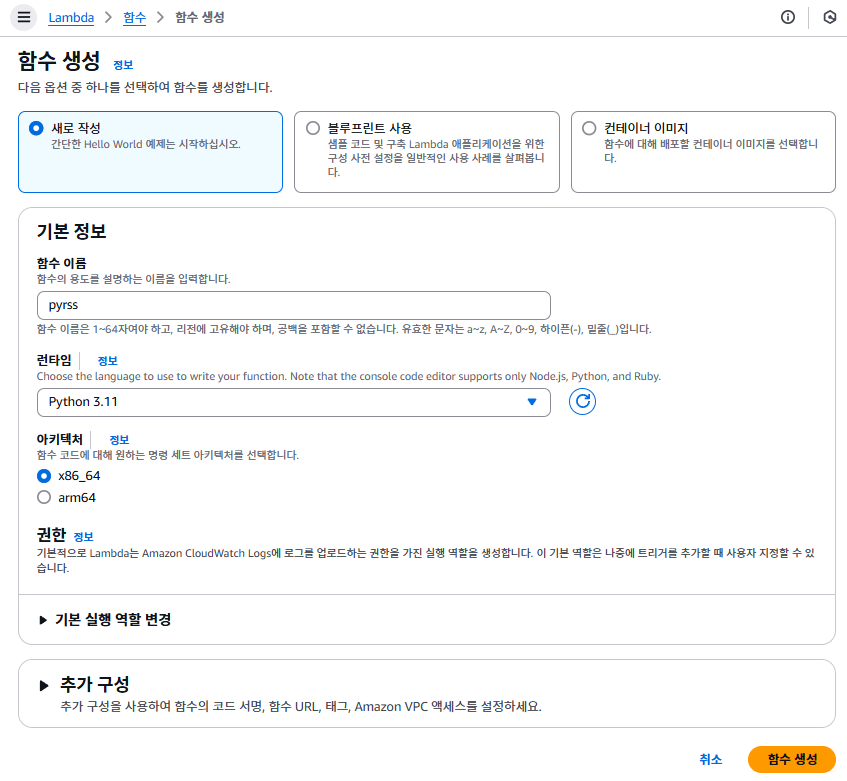 Lambda > 함수 > 함수 생성
함수 생성 정보
다음 옵션 중 하나를 선택하여 함수를 생성합니다.
새로 작성
간단한 Hello World 예제는 시작하십시오.
블루프린트 사용
샘플 코드 및 구축 Lambda 애플리케이션을 위한
구성 사전 설정을 일반적인 사용 사례를 살펴봅니
다.
컨테이너 이미지
함수에 대해 배포할 컨테이너 이미지를 선택합니
다.
기본 정보
함수 이름
함수의 용도를 설명하는 이름을 입력합니다.
pyrss
함수 이름은 1~64자여야 하고, 리전에 고유해야 하며, 공백을 포함할 수 없습니다. 유효한 문자는 a~z, A~Z, 0~9, 하이픈(-), 밑줄(_)입니다.
런타임 정보
Choose the language to use to write your function. Note that the console code editor supports only Node.js, Python, and Ruby.
Python 3.11
아키텍처 정보
함수 코드에 대해 원하는 명령 세트 아키텍처를 선택합니다.
x86_64
arm64
권한 정보
기본적으로 Lambda는 Amazon CloudWatch Logs에 로그를 업로드하는 권한을 가진 실행 역할을 생성합니다. 이 기본 역할은 나중에 트리거를 추가할 때 사용자 지정할 수 있
습니다.
기본 실행 역할 변경
추가 구성
추가 구성을 사용하여 함수의 코드 서명, 함수 URL, 태그, Amazon VPC 액세스를 설정하세요.
취소 함수 생성